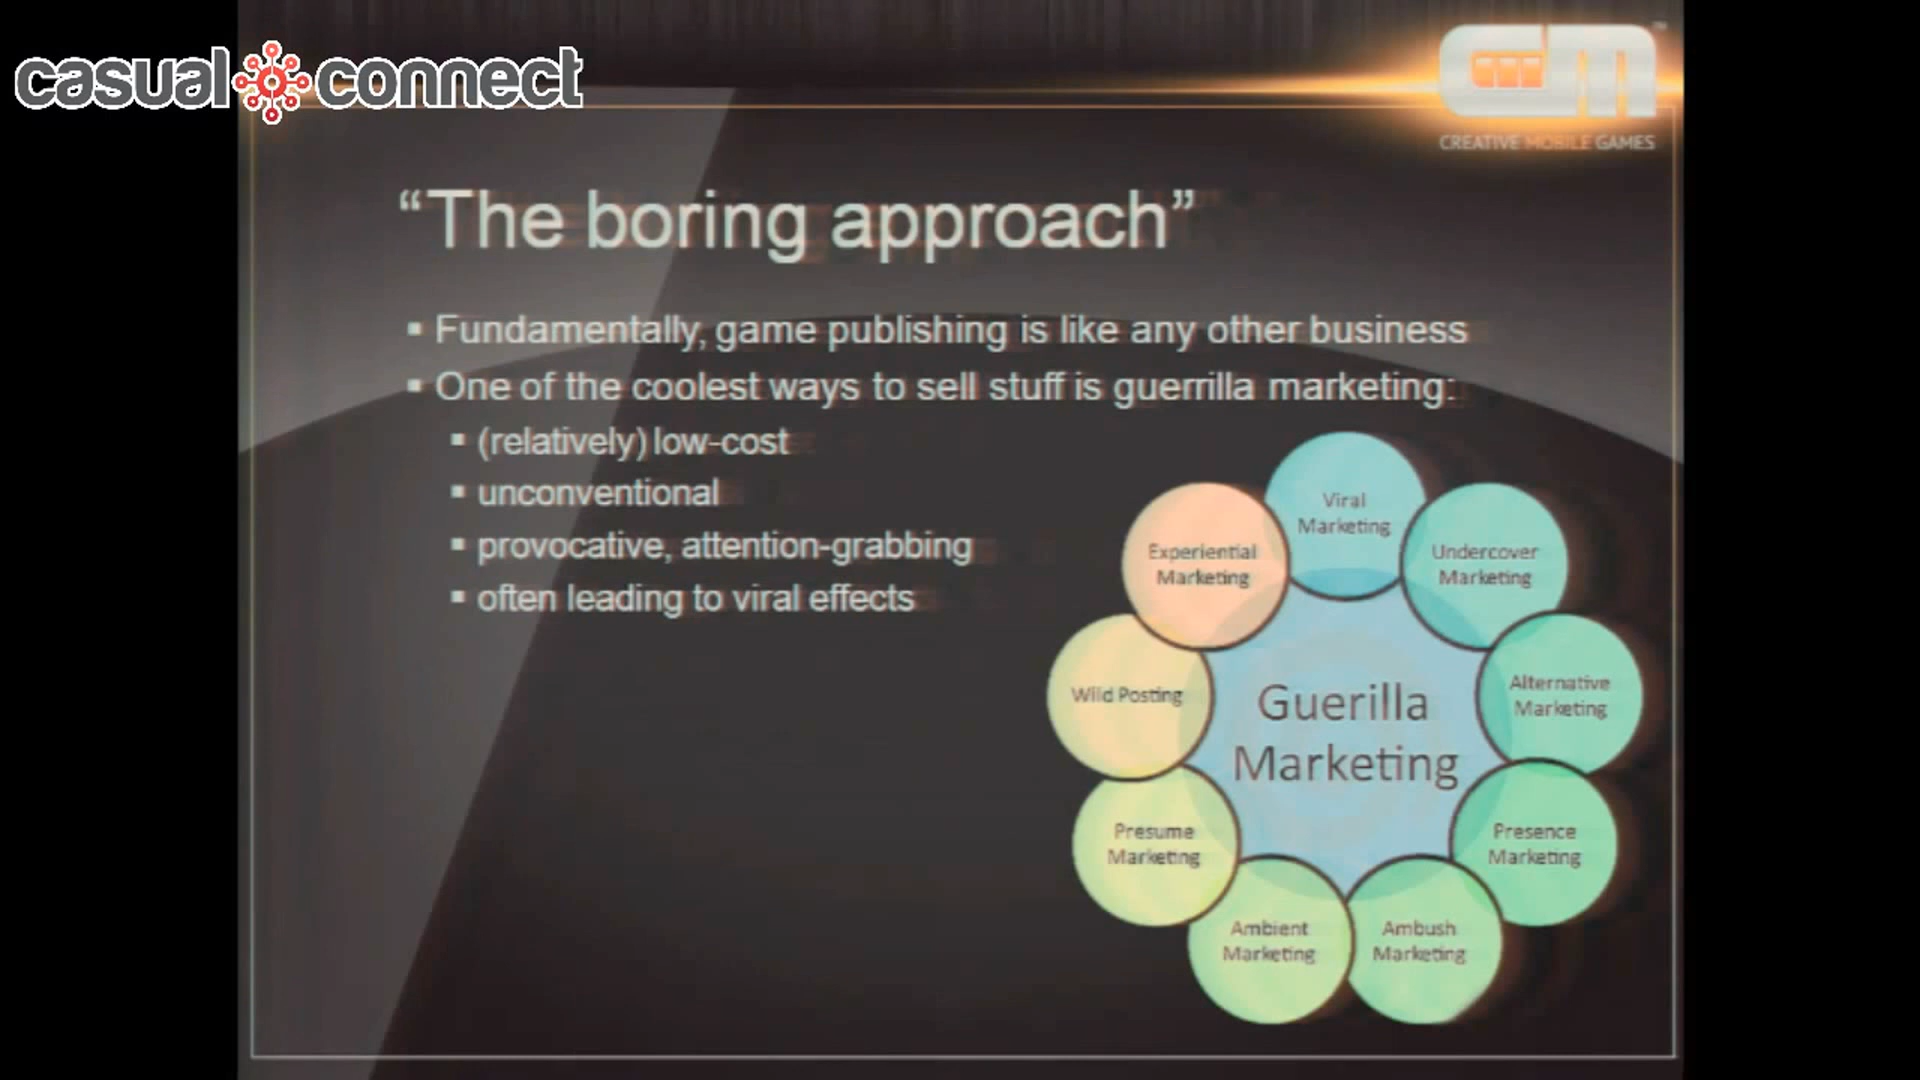 casual connect
CREATIVE MOBILE GAMES
“The boring approach”
Fundamentally, game publishing is like any other business
One of the coolest ways to sell stuff is guerrilla marketing:
(relatively) low-cost
unconventional
provocative, attention-grabbing
often leading to viral effects
Viral
Marketing
Undercover
Marketing
Alternative
Marketing
Presence
Marketing
Ambush
Marketing
Ambient
Marketing
Presume
Marketing
Wild Posting
Experiential
Marketing
Guerilla
Marketing